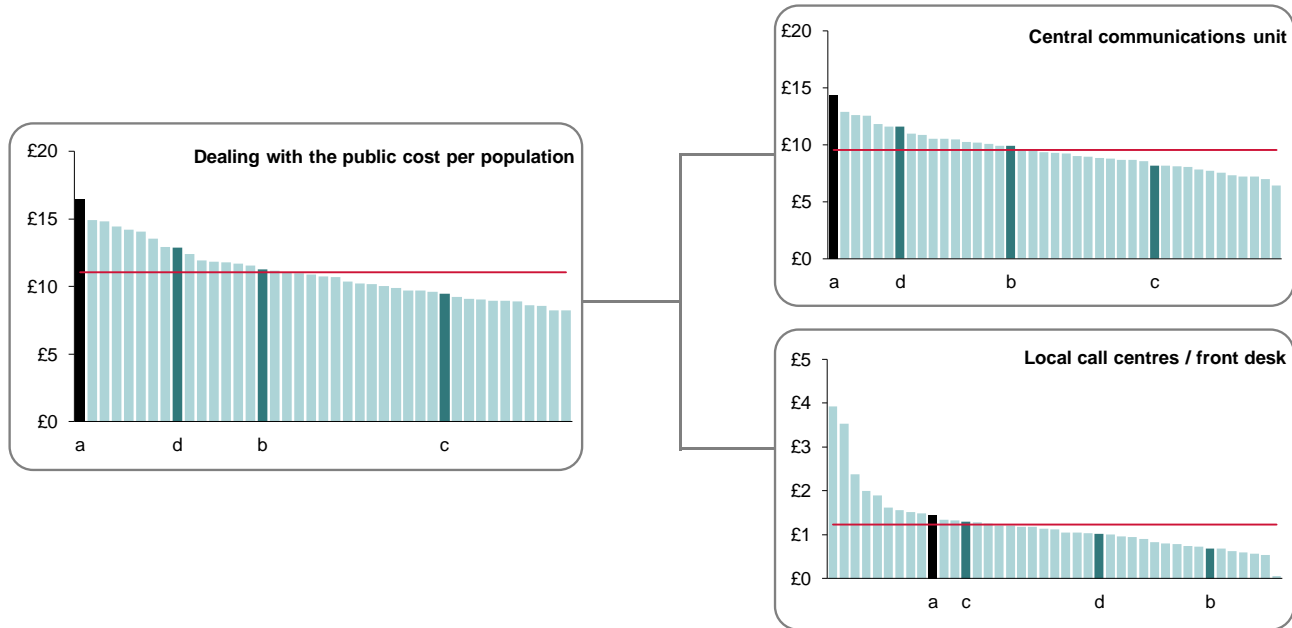 Dealing with the public cost per population
£20
£15
£10
£5
£0
a d b c
Central communications unit
£20
£15
£10
£5
£0
a d b c
Local call centres / front desk
£5
£4
£3
£2
£1
£0
a c d b